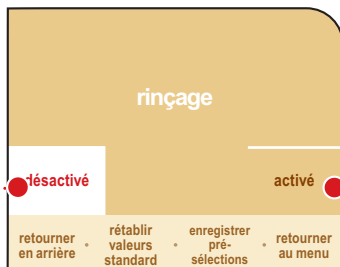 rinçage
désactivé
activé
retourner
en arrière
rétablir
valeurs
standard
enregistrer
pré-
sélections
retourner
au menu